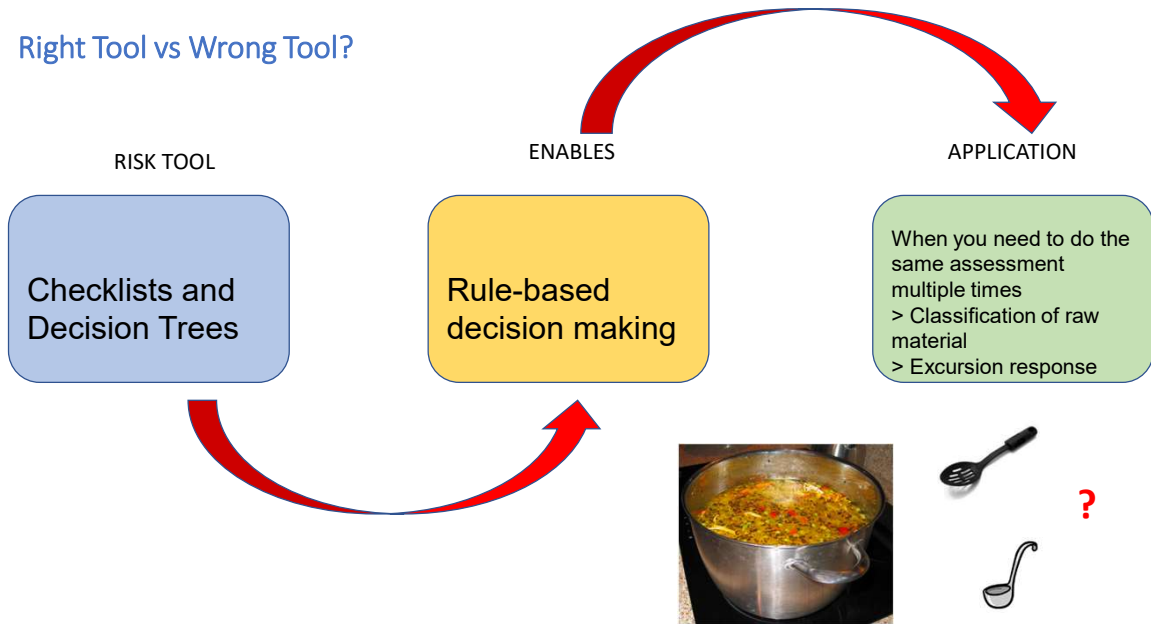 Right Tool vs Wrong Tool?
RISK TOOL
ENABLES
APPLICATION
Checklists and
Decision Trees
Rule-based
decision making
When you need to do the
same assessment
multiple times
> Classification of raw
material
> Excursion response
?